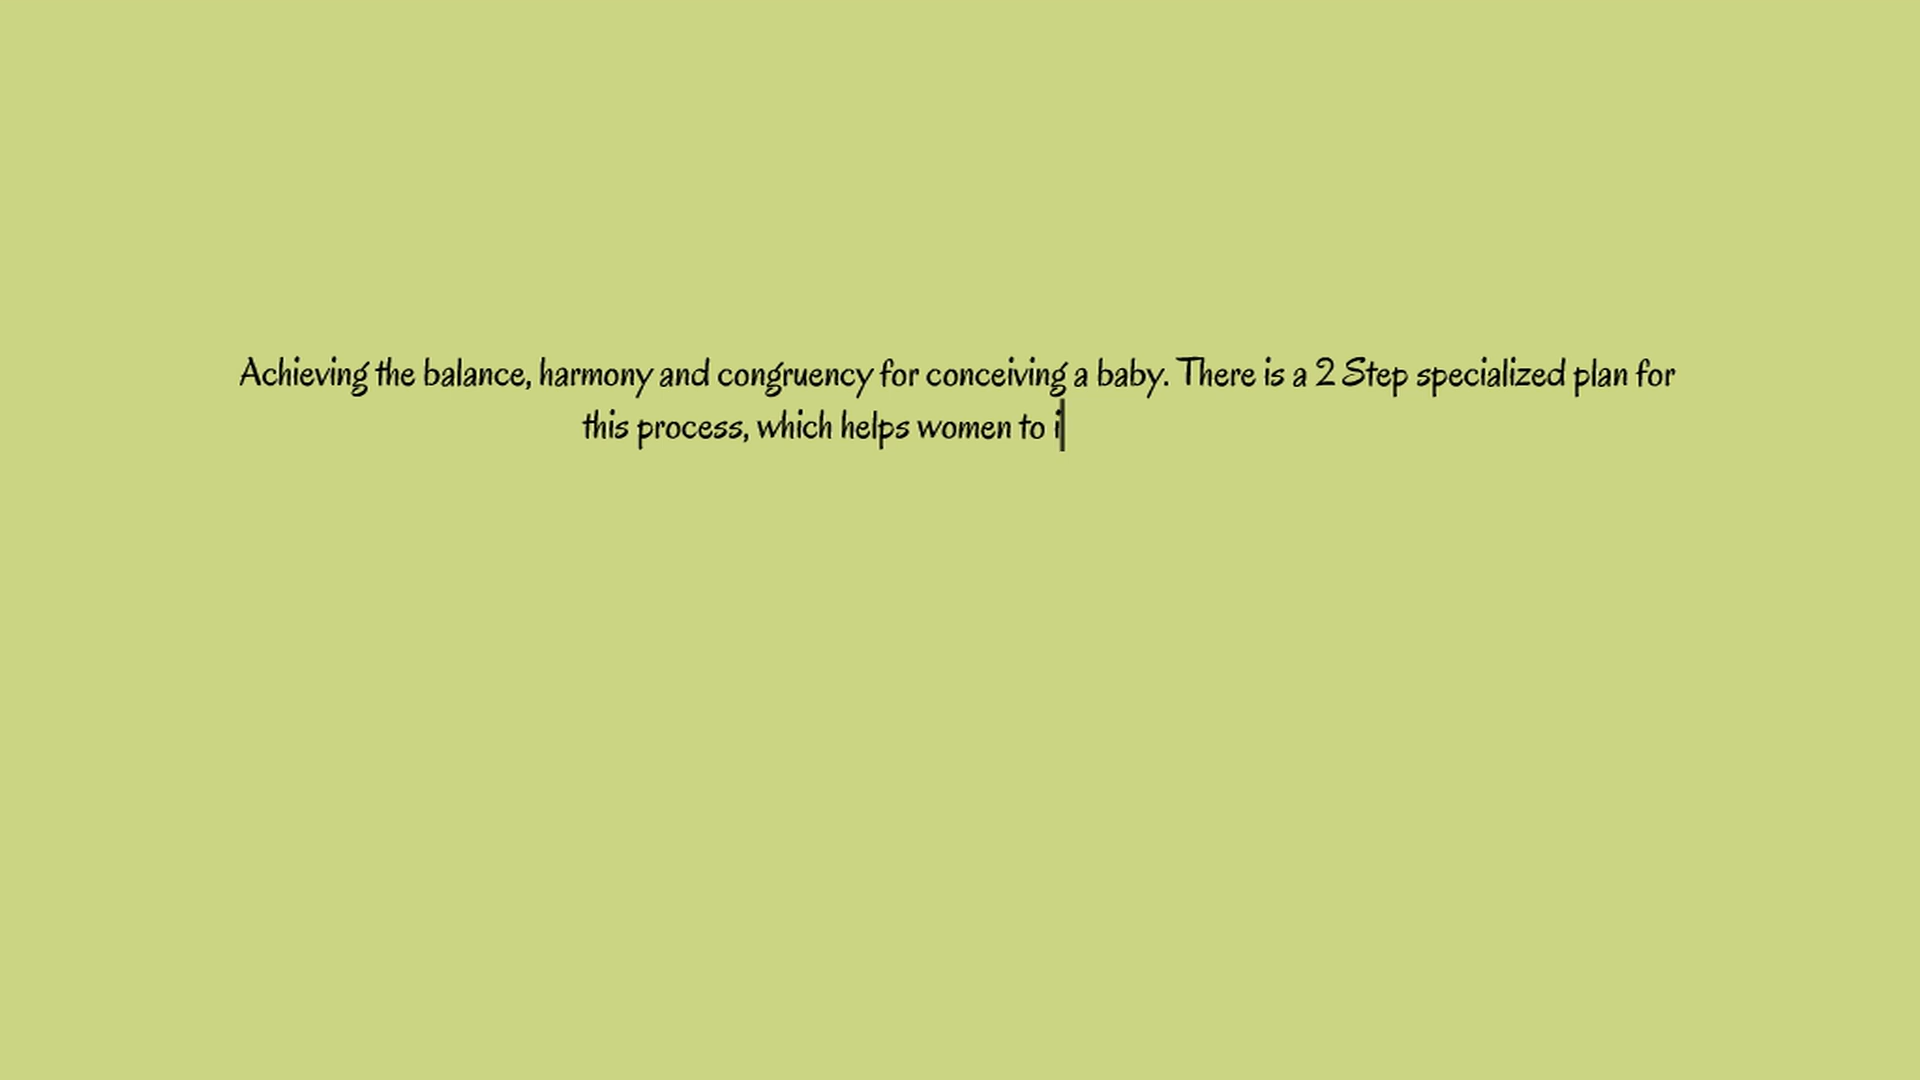 Achieving the balance, harmony and congruency for conceiving a baby. There is a 2 Step specialized plan for
this process, which helps women to i